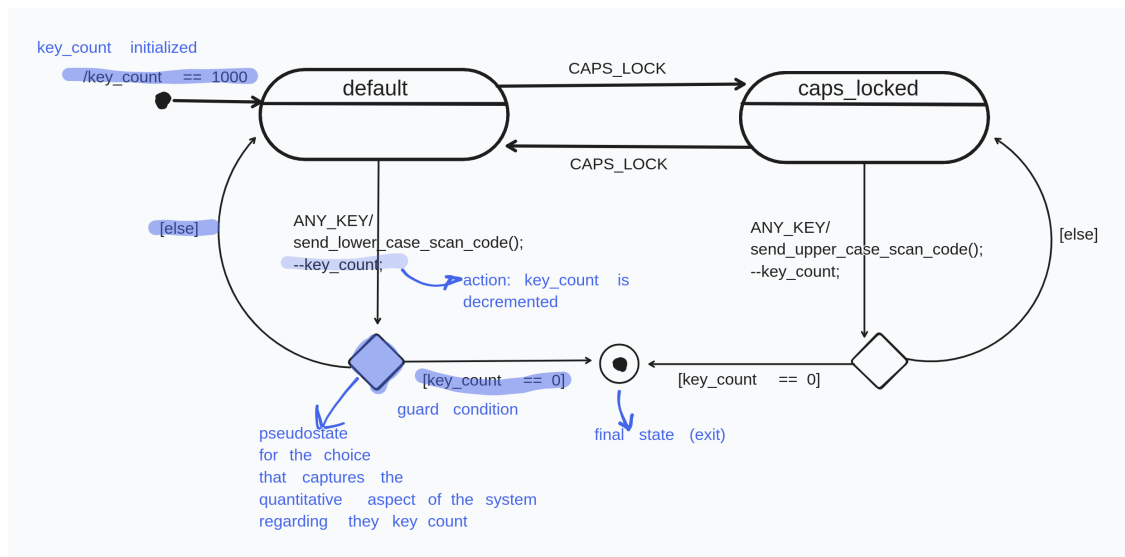 key_count initialized
/key_count == 1000
default
CAPS_LOCK
caps_locked
CAPS_LOCK
[else]
ANY_KEY/
send_lower_case_scan_code();
--key_count;
action: key_count is
decremented
ANY_KEY/
send_upper_case_scan_code();
--key_count;
[else]
[key_count == 0]
guard condition
[key_count == 0]
pseudostate
for the choice
that captures the
quantitative aspect of the system
regarding they key count
final state (exit)